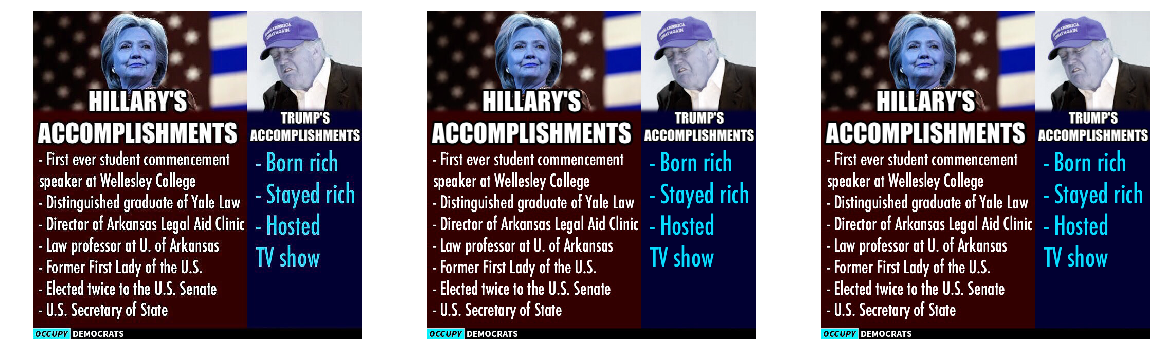 HILLARY'S
ACCOMPLISHMENTS
- First ever student commencement
speaker at Wellesley College
- Distinguished graduate of Yale Law
- Director of Arkansas Legal Aid Clinic
- Law professor at U. of Arkansas
- Former First Lady of the U.S.
- Elected twice to the U.S. Senate
- U.S. Secretary of State
TRUMP'S
ACCOMPLISHMENTS
- Born rich
- Stayed rich
- Hosted
TV show
OCCUPY DEMOCRATS
HILLARY'S
ACCOMPLISHMENTS
- First ever student commencement
speaker at Wellesley College
- Distinguished graduate of Yale Law
- Director of Arkansas Legal Aid Clinic
- Law professor at U. of Arkansas
- Former First Lady of the U.S.
- Elected twice to the U.S. Senate
- U.S. Secretary of State
TRUMP'S
ACCOMPLISHMENTS
- Born rich
- Stayed rich
- Hosted
TV show
OCCUPY DEMOCRATS
HILLARY'S
ACCOMPLISHMENTS
- First ever student commencement
speaker at Wellesley College
- Distinguished graduate of Yale Law
- Director of Arkansas Legal Aid Clinic
- Law professor at U. of Arkansas
- Former First Lady of the U.S.
- Elected twice to the U.S. Senate
- U.S. Secretary of State
TRUMP'S
ACCOMPLISHMENTS
- Born rich
- Stayed rich
- Hosted
TV show
OCCUPY DEMOCRATS